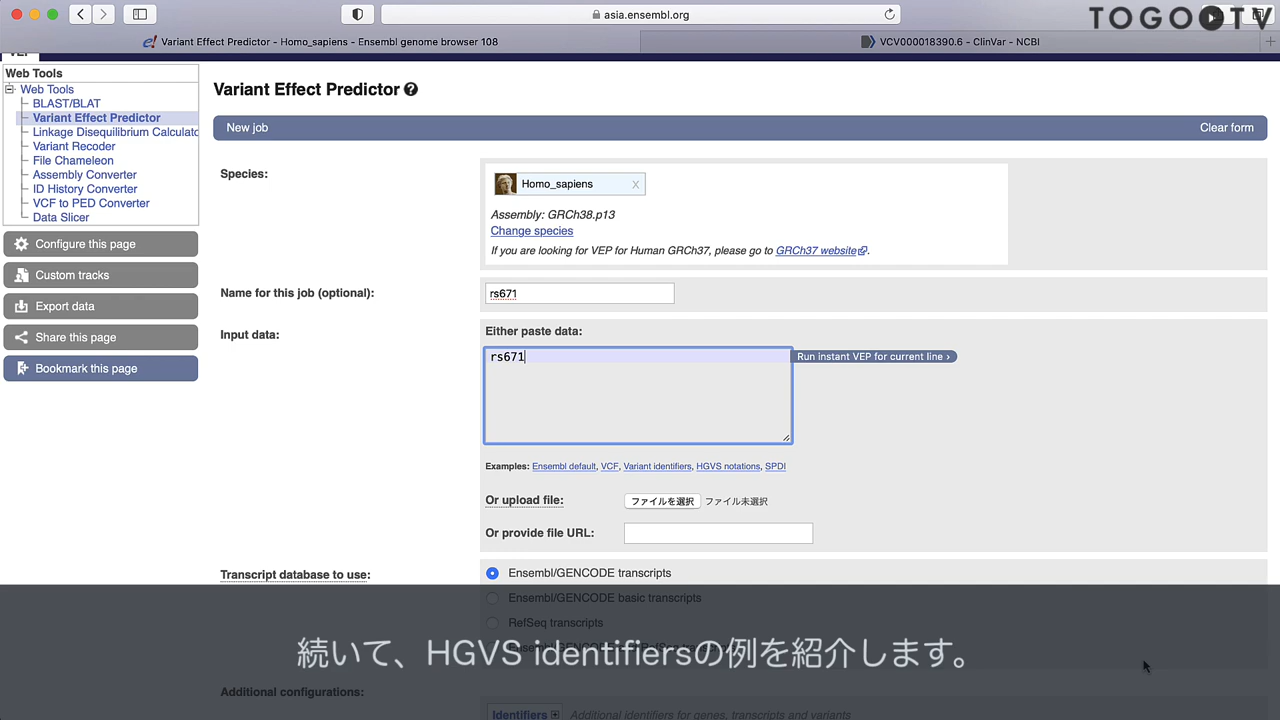 asia.ensembl.org
TOGOTV
Variant Effect Predictor - Homo_sapiens - Ensembl genome browser 108
VCV000018390.6 - ClinVar - NCBI
Web Tools
Web Tools
BLAST/BLAT
Variant Effect Predictor
Linkage Disequilibrium Calculato
Variant Recoder
File Chameleon
Assembly Converter
ID History Converter
VCF to PED Converter
Data Slicer
Configure this page
Custom tracks
Export data
Share this page
Bookmark this page
Variant Effect Predictor
New job
Clear form
Species:
Homo_sapiens
X
Assembly: GRCh38.p13
Change species
If you are looking for VEP for Human GRCh37, please go to GRCh37 website.
Name for this job (optional):
rs671
Input data:
Either paste data:
rs671
Run instant VEP for current line ›
Examples: Ensembl default, VCF, Variant identifiers, HGVS notations, SPDI
Or upload file:
ファイルを選択 ファイル未選択
Or provide file URL:
Transcript database to use:
Ensembl/GENCODE transcripts
Ensembl/GENCODE basic transcripts
RefSeq transcripts
続いて、HGVS identifiersの例を紹介します。
Additional configurations:
Identifiers
Additional identifiers for genes, transcripts and variants